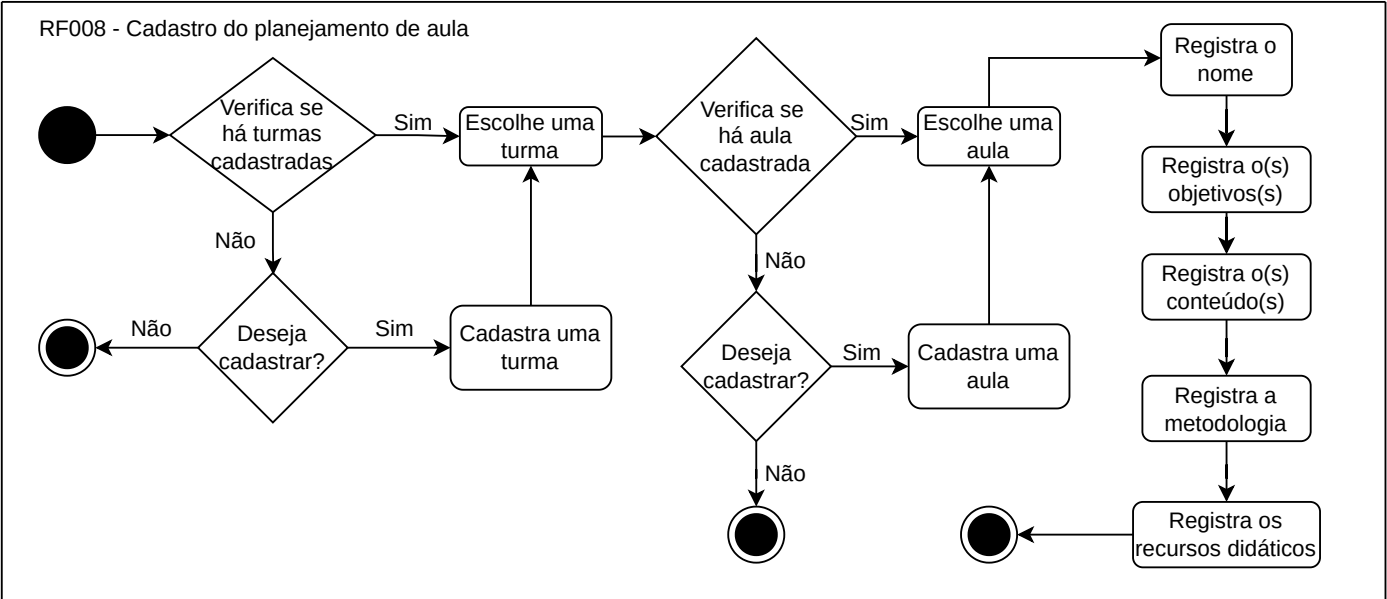 RF008 - Cadastro do planejamento de aula
Verifica se
há turmas
cadastradas
Sim
Escolhe uma
turma
Verifica se
há aula
cadastrada
Sim
Escolhe uma
aula
Registra o
nome
Registra o(s)
objetivos(s)
Não
Não
Registra o(s)
conteúdo(s)
Não
Deseja
cadastrar?
Sim
Cadastra uma
turma
Deseja
cadastrar?
Sim
Cadastra uma
aula
Registra a
metodologia
Não
Registra os
recursos didáticos